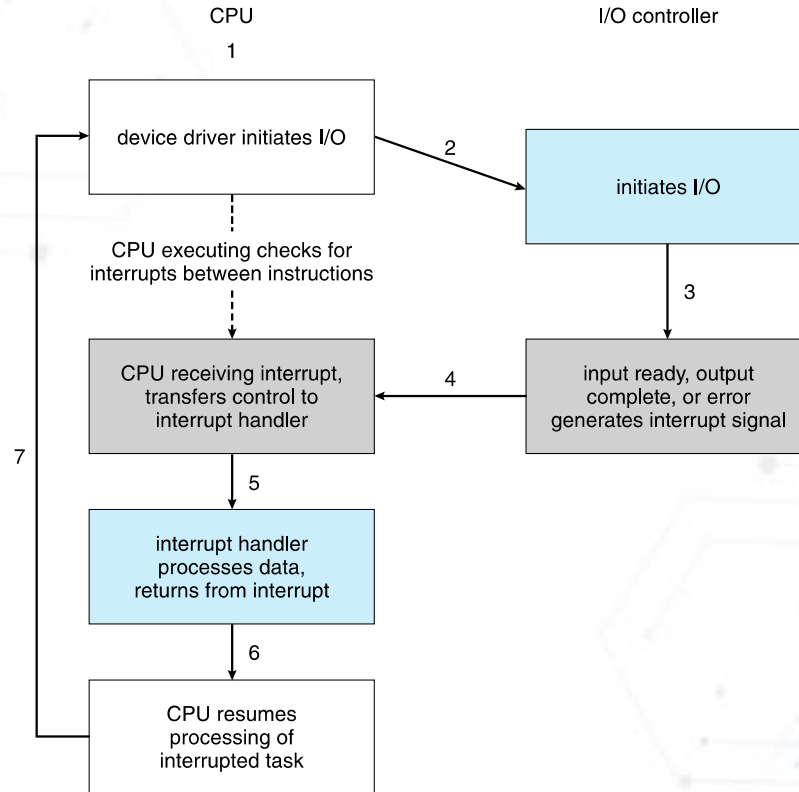 CPU
I/O controller
1
device driver initiates I/O
2
initiates I/O
CPU executing checks for
interrupts between instructions
3
CPU receiving interrupt,
transfers control to
interrupt handler
4
input ready, output
complete, or error
generates interrupt signal
7
5
interrupt handler
processes data,
returns from interrupt
6
CPU resumes
processing of
interrupted task